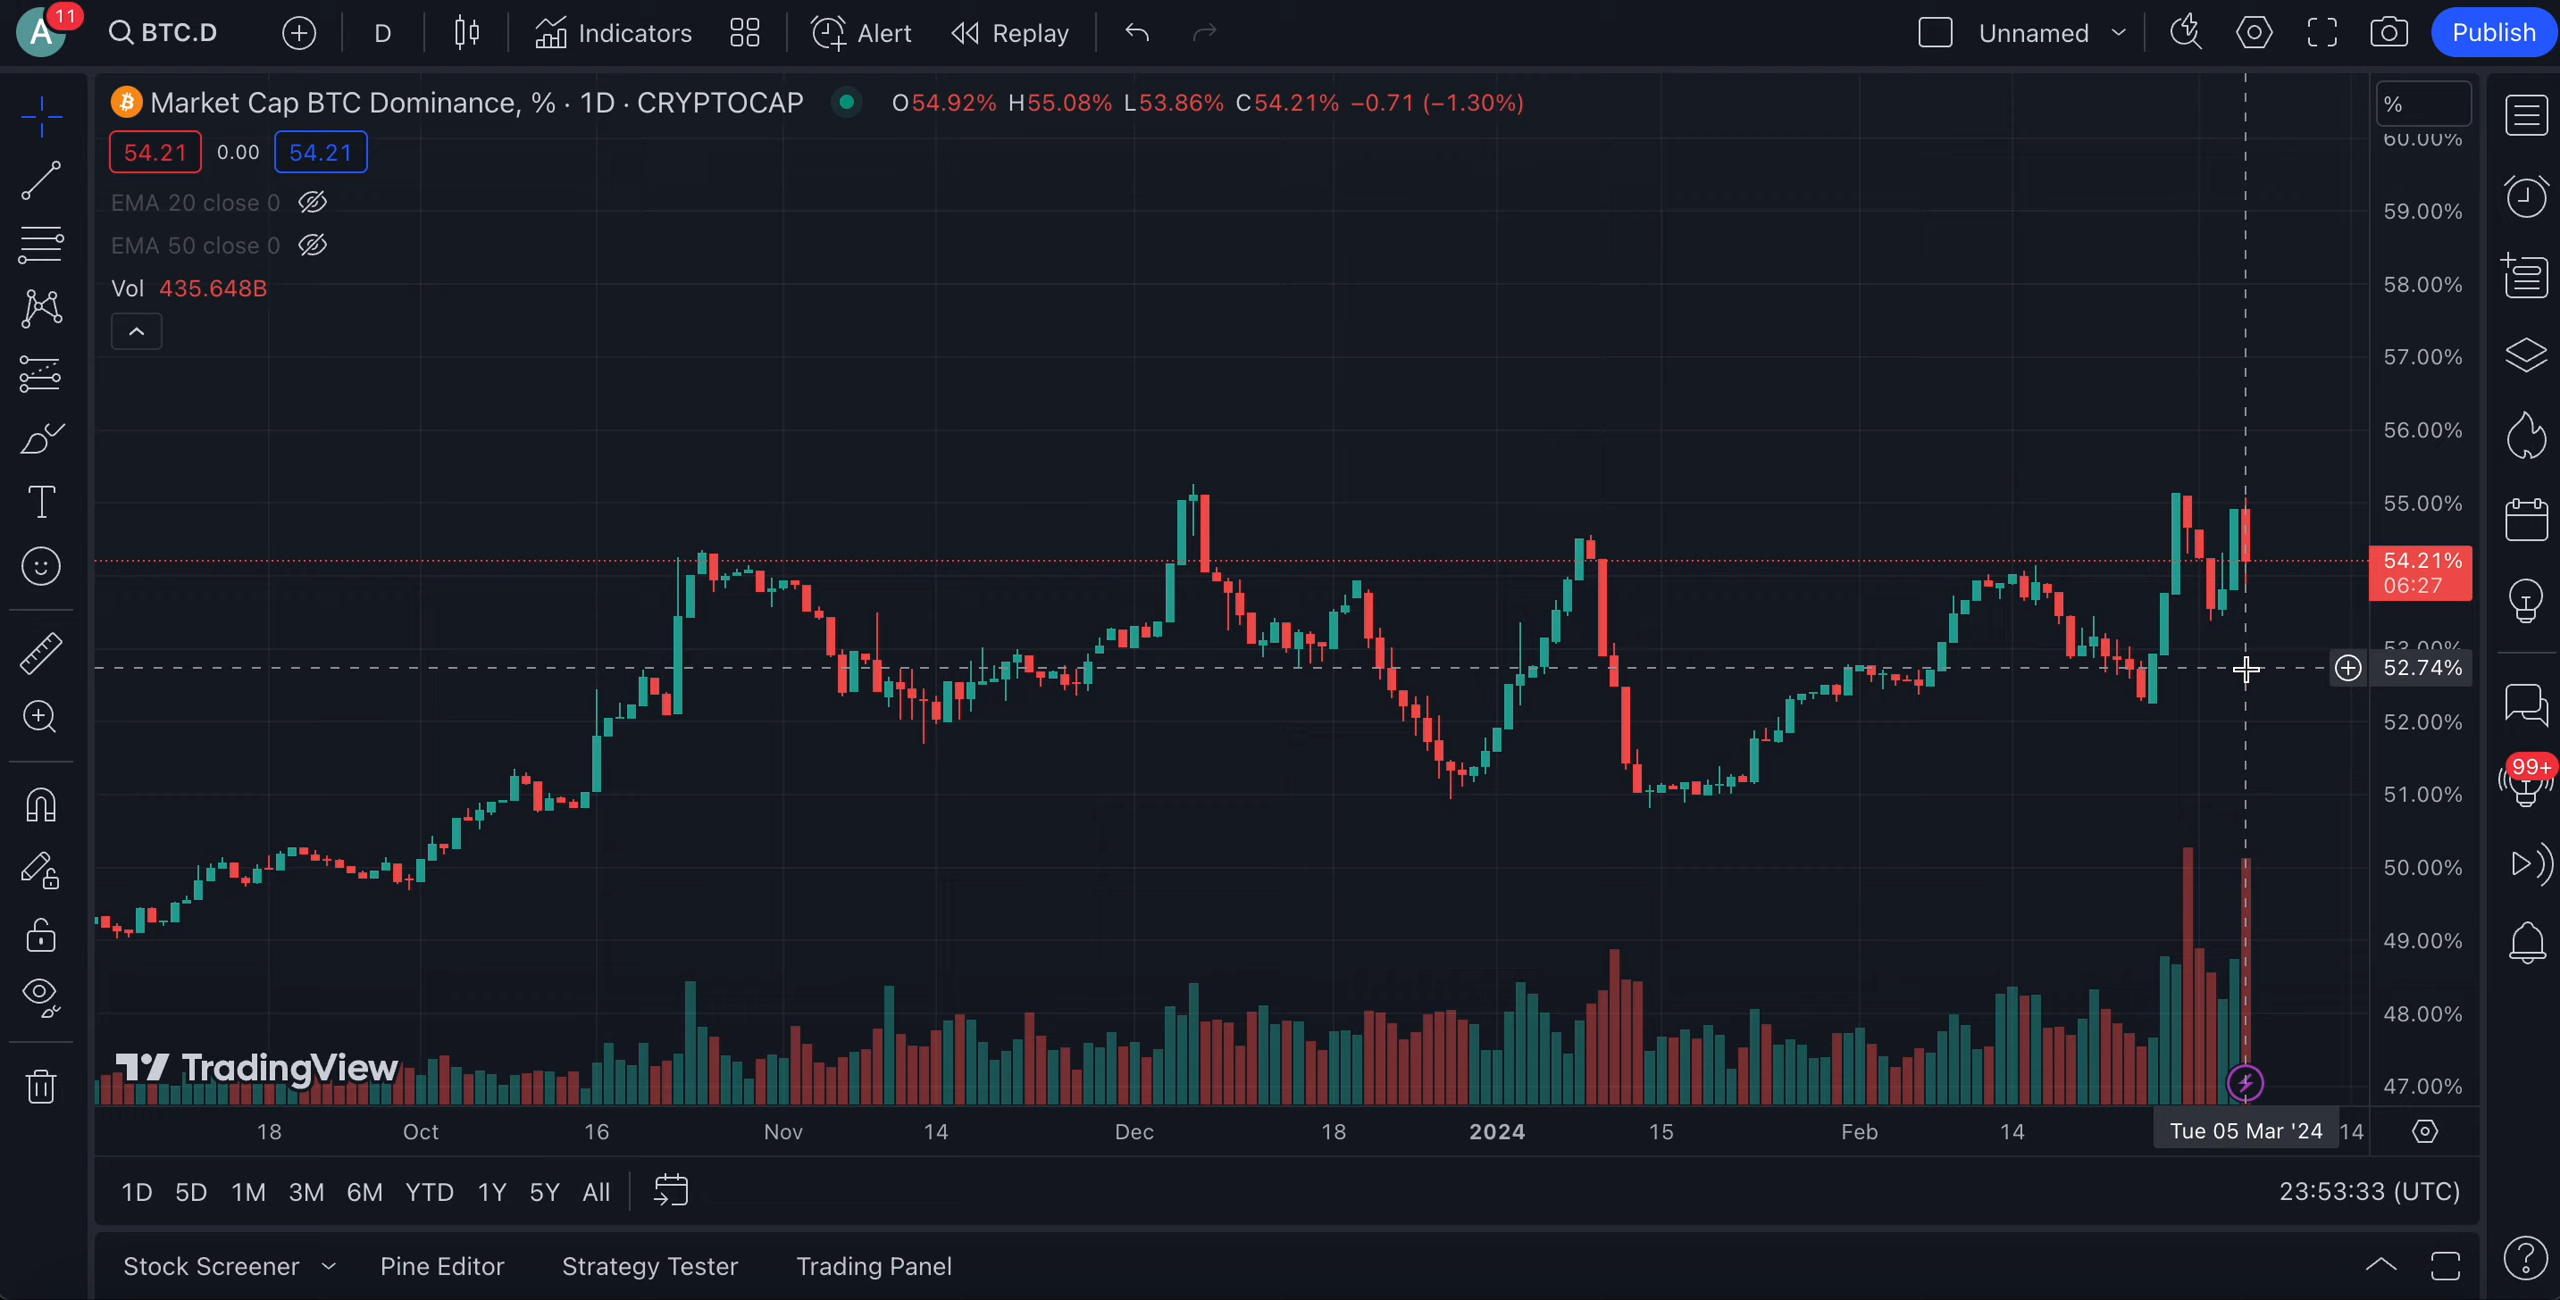 A 11 BTC.D D Indicators Alert Replay Unnamed Publish
Market Cap BTC Dominance, % · 1D · CRYPTOCAP O54.92% H55.08% L53.86% C54.21% −0.71 (−1.30%)
%
54.21 0.00 54.21
EMA 20 close 0
EMA 50 close 0
Vol 435.648B
60.00%
59.00%
58.00%
57.00%
56.00%
55.00%
54.21%
06:27
53.00%
52.74%
52.00%
51.00%
50.00%
49.00%
48.00%
47.00%
99+
TradingView
18 Oct 16 Nov 14 Dec 18 2024 15 Feb 14 Tue 05 Mar '24 14
1D 5D 1M 3M 6M YTD 1Y 5Y All 23:53:33 (UTC)
Stock Screener Pine Editor Strategy Tester Trading Panel